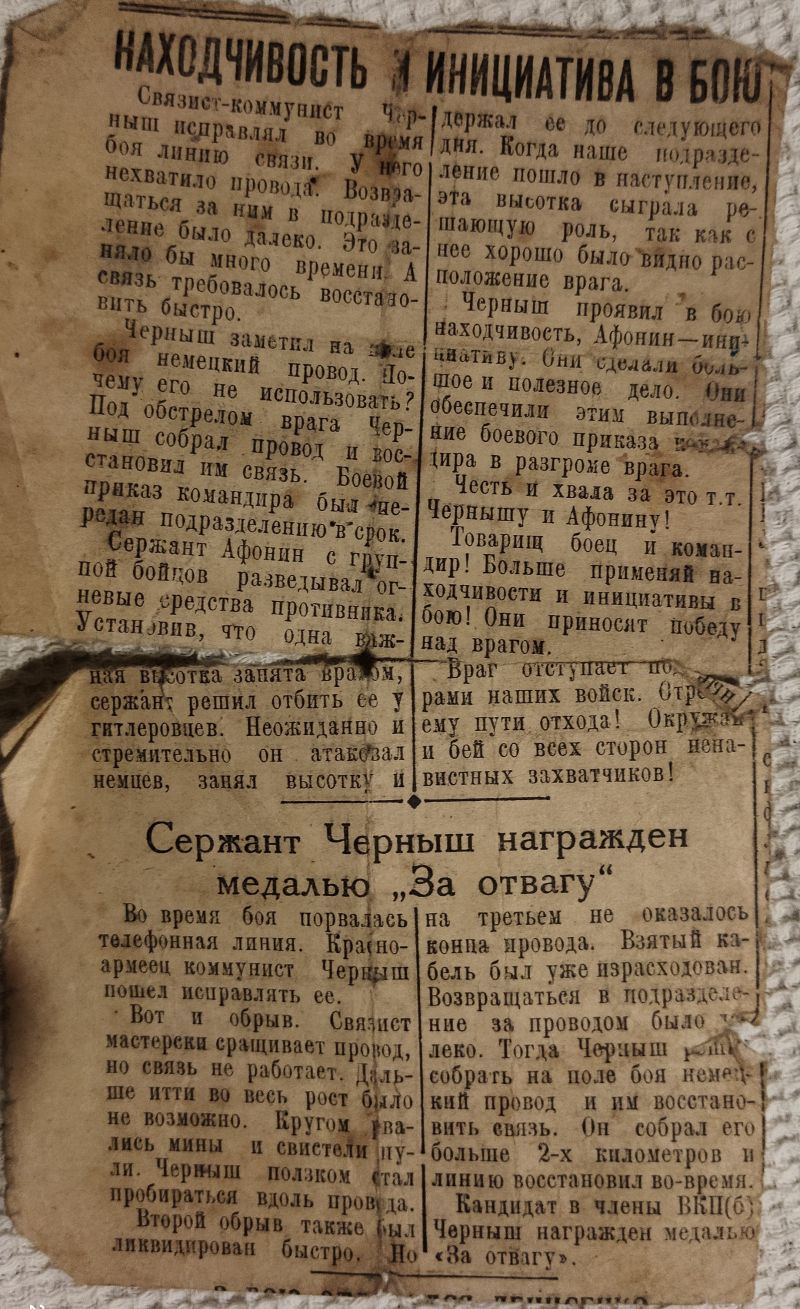 НАХОДЧИВОСТЬ И ИНИЦИАТИВА В БОЮ
Связист-коммунист Чер-
ныш исправлял во время
боя линию связи. У него
нехватило провода. Возвра-
щаться за ним в подразде-
ление было далеко. Это за-
няло бы много времени. А
связь требовалось восстано-
вить быстро.
Черныш заметил на поле
боя немецкий провод. По-
чему его не использовать?
Под обстрелом врага Чер-
ныш собрал провод и вос-
становил им связь. Боевой
приказ командира был пе-
редан подразделению в срок.
Сержант Афонин с груп-
пой бойцов разведывал ог-
невые средства противника.
Установив, что одна важ-
ная высотка занята врагом,
сержант решил отбить ее у
гитлеровцев. Неожиданно и
стремительно он атаковал
немцев, занял высотку и
держал ее до следующего
дня. Когда наше подразде-
ление пошло в наступление,
эта высотка сыграла ре-
шающую роль, так как с
нее хорошо было видно рас-
положение врага.
Черныш проявил в бою
находчивость, Афонин—ини-
циативу. Они сделали боль-
шое и полезное дело. Они
обеспечили этим выполне-
ние боевого приказа
дира в разгроме врага.
Честь и хвала за это т.т.
Чернышу и Афонину!
Товарищ боец и коман-
дир! Больше применяй на-
ходчивости и инициативы в
бою! Они приносят победу
над врагом.
Враг отступает
рами наших войск.
ему пути отхода! Окружай
и бей со всех сторон нена-
вистных захватчиков!
Сержант Черныш награжден
медалью „За отвагу“
Во время боя порвалась
телефонная линия. Красно-
армеец коммунист Черныш
пошел исправлять ее.
Вот и обрыв. Связист
мастерски сращивает провод,
но связь не работает. Даль-
ше итти во весь рост было
не возможно. Кругом рва-
лись мины и свистели пу-
ли. Черныш ползком стал
пробираться вдоль провода.
Второй обрыв также был
ликвидирован быстро. Но
на третьем не оказалось
конца провода. Взятый ка-
бель был уже израсходован.
Возвращаться в подразделе-
ние за проводом было
леко. Тогда Черныш
собрать на поле боя немец-
кий провод и им восстано-
вить связь. Он собрал его
больше 2-х километров и
линию восстановил во-время.
Кандидат в члены ВКП(б)
Черныш награжден медалью
«За отвагу».